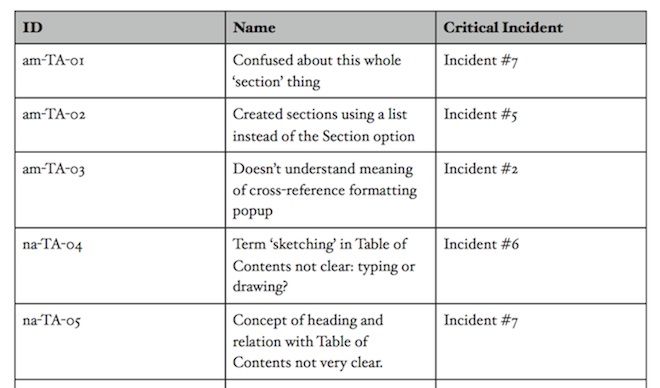 ID Name Critical Incident
am-TA-01 Confused about this whole Incident #7
‘section’ thing
am-TA-02 Created sections using a list Incident #5
instead of the Section option
am-TA-03 Doesn’t understand meaning Incident #2
of cross-reference formatting
popup
na-TA-04 Term ‘sketching’ in Table of Incident #6
Contents not clear: typing or
drawing?
na-TA-05 Concept of heading and Incident #7
relation with Table of
Contents not very clear.